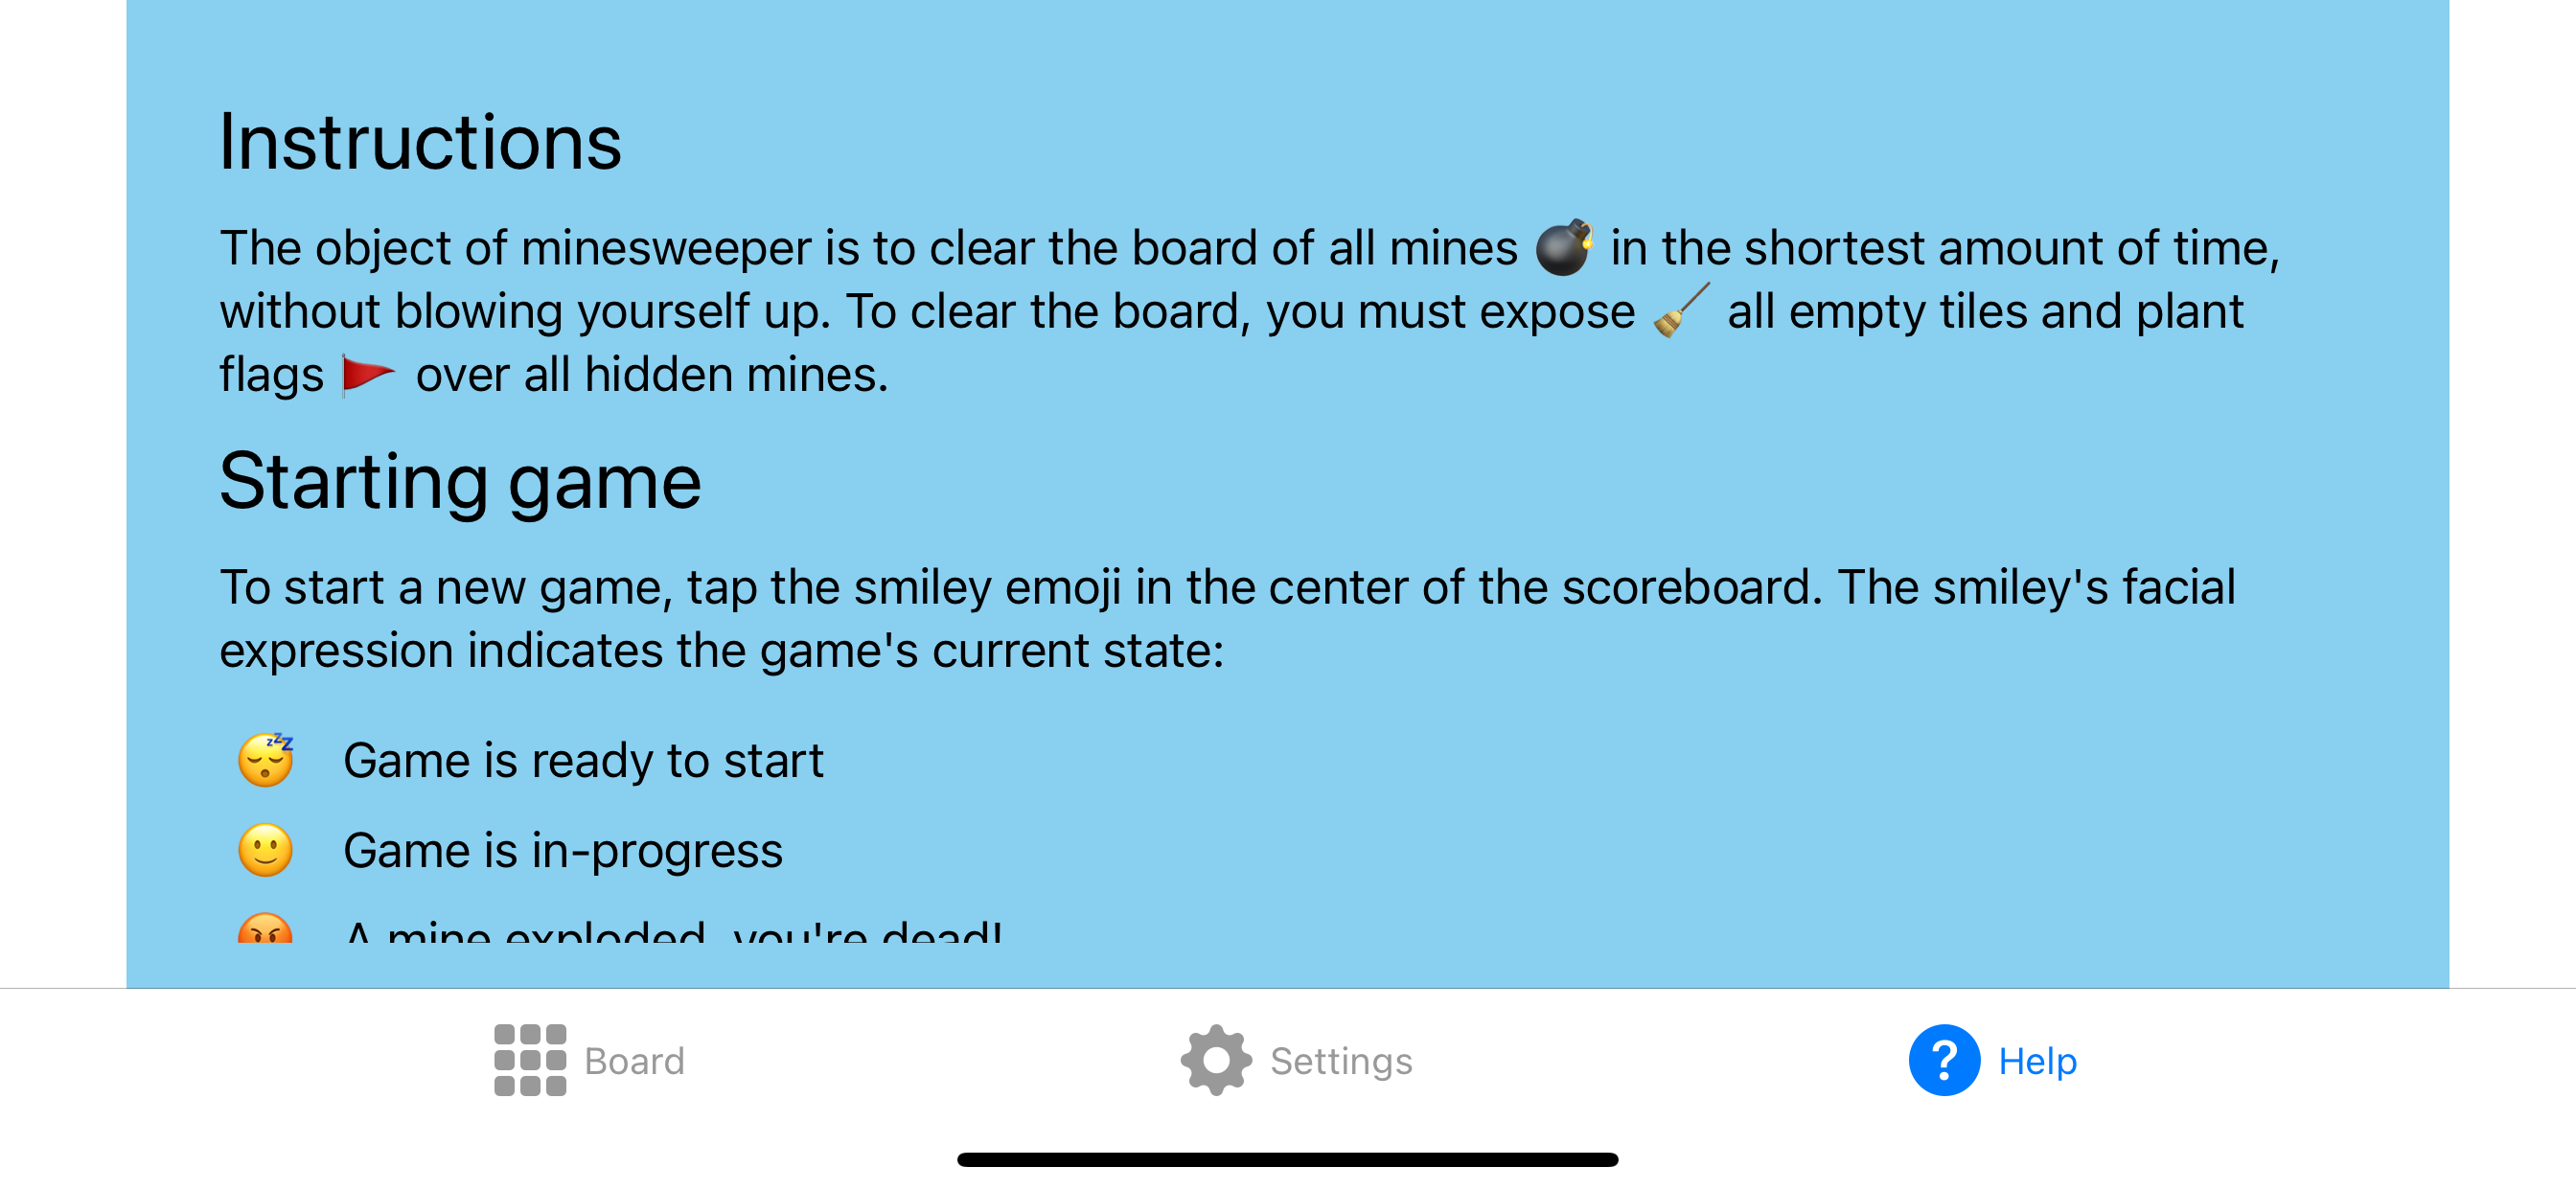 Instructions
The object of minesweeper is to clear the board of all mines 💣 in the shortest amount of time,
without blowing yourself up. To clear the board, you must expose 🧹 all empty tiles and plant
flags 🚩 over all hidden mines.
Starting game
To start a new game, tap the smiley emoji in the center of the scoreboard. The smiley's facial
expression indicates the game's current state:
😴 Game is ready to start
🙂 Game is in-progress
😡 A mine exploded, you're dead!
Board
Settings
Help